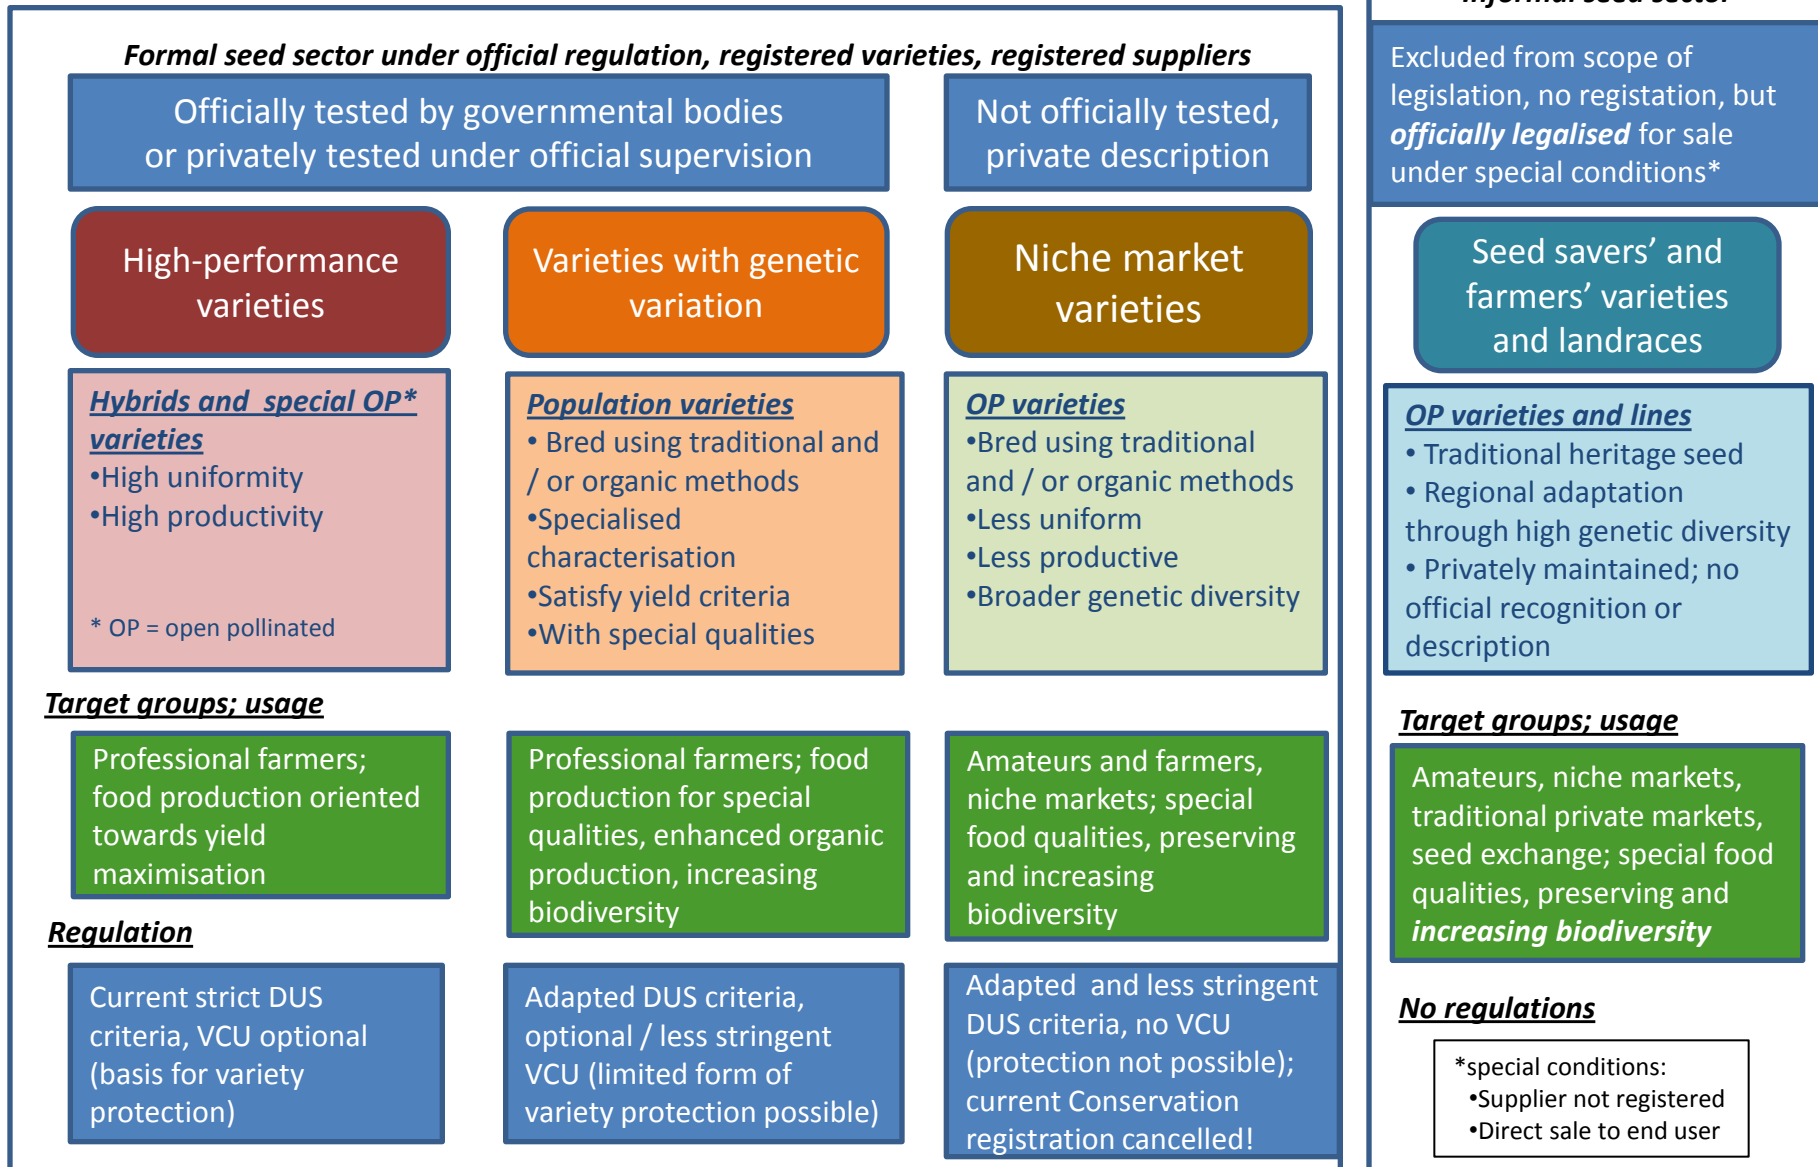 Formal seed sector under official regulation, registered varieties, registered suppliers
Officially tested by governmental bodies
or privately tested under official supervision
Not officially tested,
private description
High-performance
varieties
Varieties with genetic
variation
Niche market
varieties
Hybrids and special OP*
varieties
•High uniformity
•High productivity
* OP = open pollinated
Population varieties
• Bred using traditional and
/ or organic methods
•Specialised
characterisation
•Satisfy yield criteria
•With special qualities
OP varieties
•Bred using traditional
and / or organic methods
•Less uniform
•Less productive
•Broader genetic diversity
Target groups; usage
Professional farmers;
food production oriented
towards yield
maximisation
Professional farmers; food
production for special
qualities, enhanced organic
production, increasing
biodiversity
Amateurs and farmers,
niche markets; special
food qualities, preserving
and increasing
biodiversity
Regulation
Current strict DUS
criteria, VCU optional
(basis for variety
protection)
Adapted DUS criteria,
optional / less stringent
VCU (limited form of
variety protection possible)
Adapted and less stringent
DUS criteria, no VCU
(protection not possible);
current Conservation
registration cancelled!
Informal seed sector
Excluded from scope of
legislation, no registation, but
officially legalised for sale
under special conditions*
Seed savers’ and
farmers’ varieties
and landraces
OP varieties and lines
• Traditional heritage seed
• Regional adaptation
through high genetic diversity
• Privately maintained; no
official recognition or
description
Target groups; usage
Amateurs, niche markets,
traditional private markets,
seed exchange; special food
qualities, preserving and
increasing biodiversity
No regulations
*special conditions:
•Supplier not registered
•Direct sale to end user